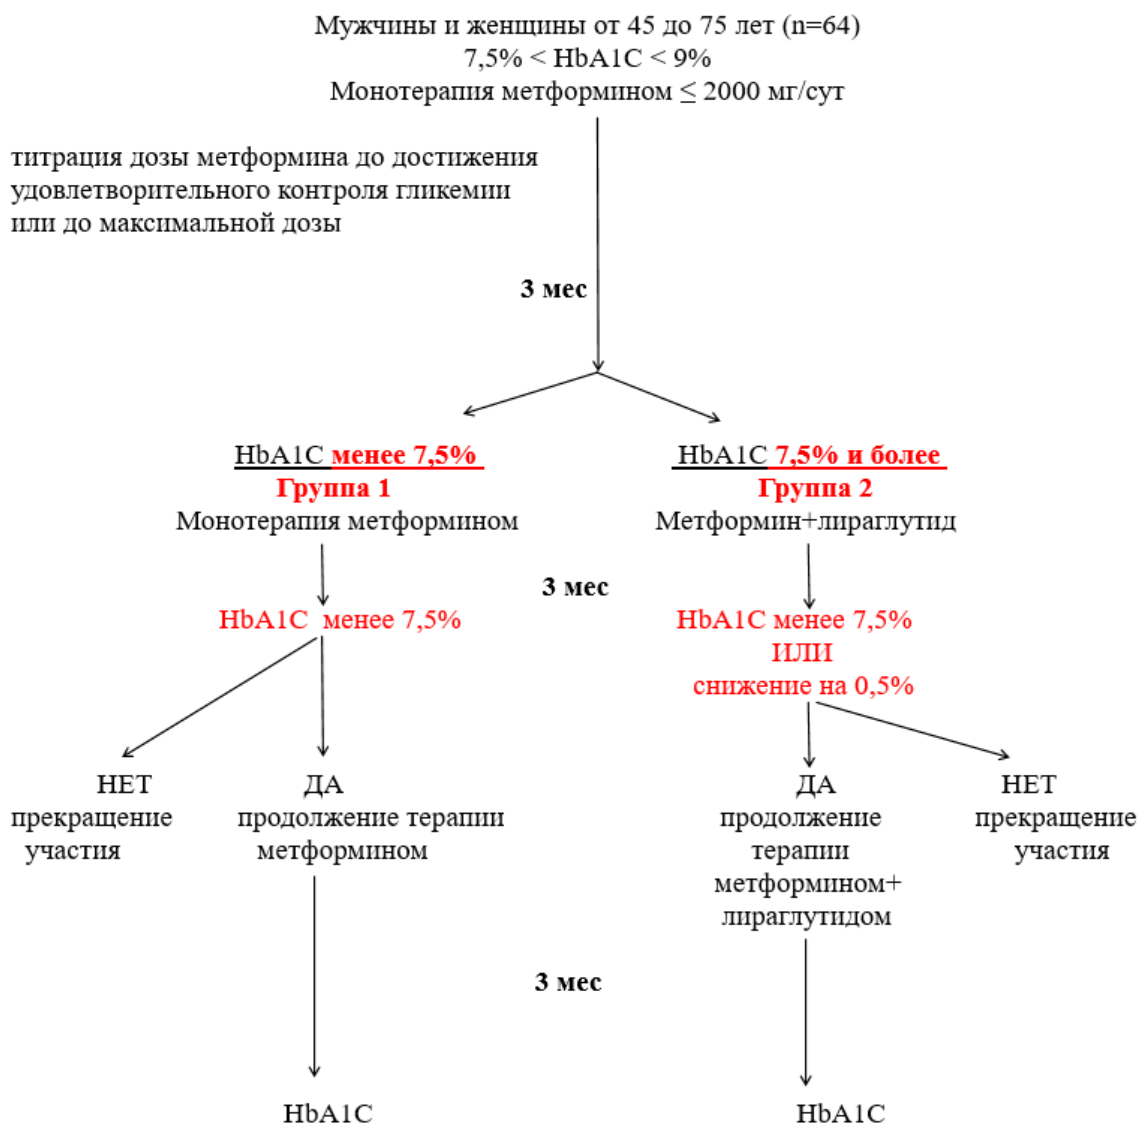 Мужчины и женщины от 45 до 75 лет (n=64)
7,5% < HbA1C < 9%
Монотерапия метформином ≤ 2000 мг/сут
титрация дозы метформина до достижения
удовлетворительного контроля гликемии
или до максимальной дозы
3 мес
HbA1C менее 7,5%
Группа 1
Монотерапия метформином
HbA1C 7,5% и более
Группа 2
Метформин+лираглутид
3 мес
HbA1C менее 7,5%
HbA1C менее 7,5%
ИЛИ
снижение на 0,5%
НЕТ
прекращение
участия
ДА
продолжение терапии
метформином
ДА
продолжение
терапии
метформином+
лираглутидом
НЕТ
прекращение
участия
3 мес
HbA1C
HbA1C